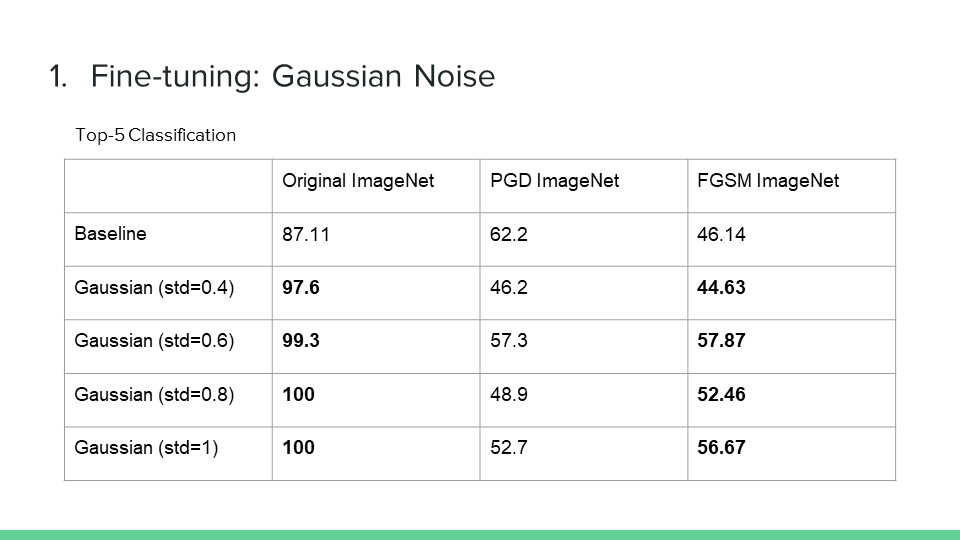 1. Fine-tuning: Gaussian Noise
Top-5 Classification
Original ImageNet PGD ImageNet FGSM ImageNet
Baseline 87.11 62.2 46.14
Gaussian (std=0.4) 97.6 46.2 44.63
Gaussian (std=0.6) 99.3 57.3 57.87
Gaussian (std=0.8) 100 48.9 52.46
Gaussian (std=1) 100 52.7 56.67